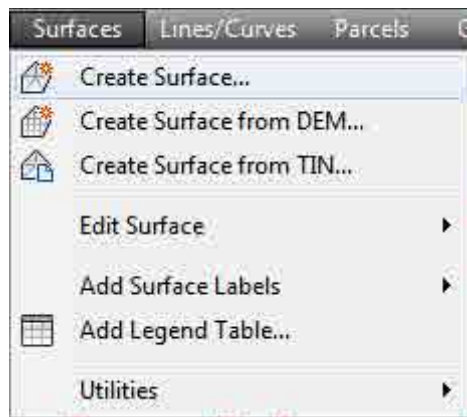 Surfaces Lines/Curves Parcels
Create Surface...
Create Surface from DEM...
Create Surface from TIN...
Edit Surface
Add Surface Labels
Add Legend Table...
Utilities